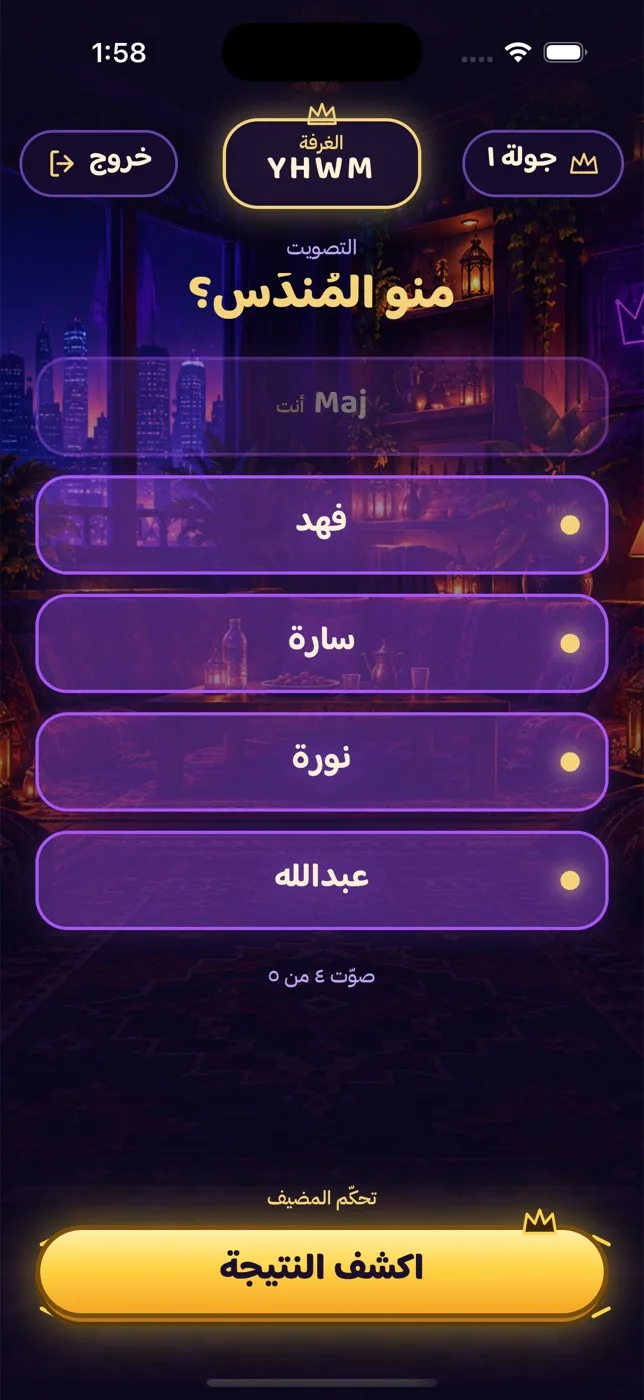 1:58
جولة ١
الغرفة
YHWM
خروج
التصويت
منو المُندَس؟
Maj أنت
فهد
سارة
نورة
عبدالله
صوّت ٤ من ٥
تحكّم المضيف
اكشف النتيجة